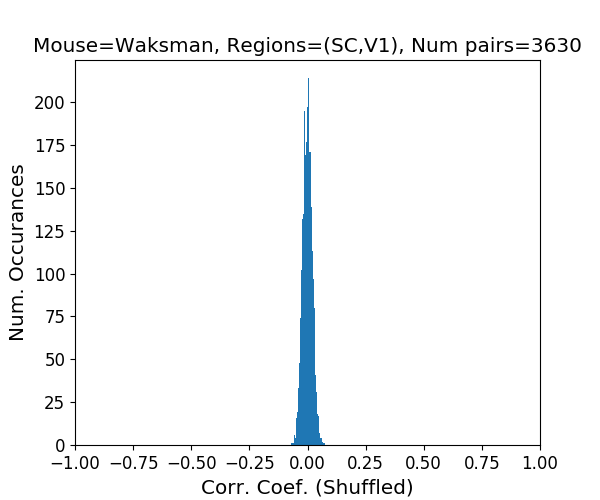 Mouse=Waksman, Regions=(SC,V1), Num pairs=3630
Num. Occurances
200
175
150
125
100
75
50
25
0
−1.00 −0.75 −0.50 −0.25 0.00 0.25 0.50 0.75 1.00
Corr. Coef. (Shuffled)